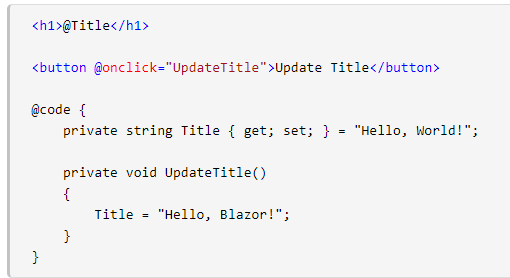 <h1>@Title</h1>
<button @onclick="UpdateTitle">Update Title</button>
@code {
    private string Title { get; set; } = "Hello, World!";
    private void UpdateTitle()
    {
        Title = "Hello, Blazor!";
    }
}